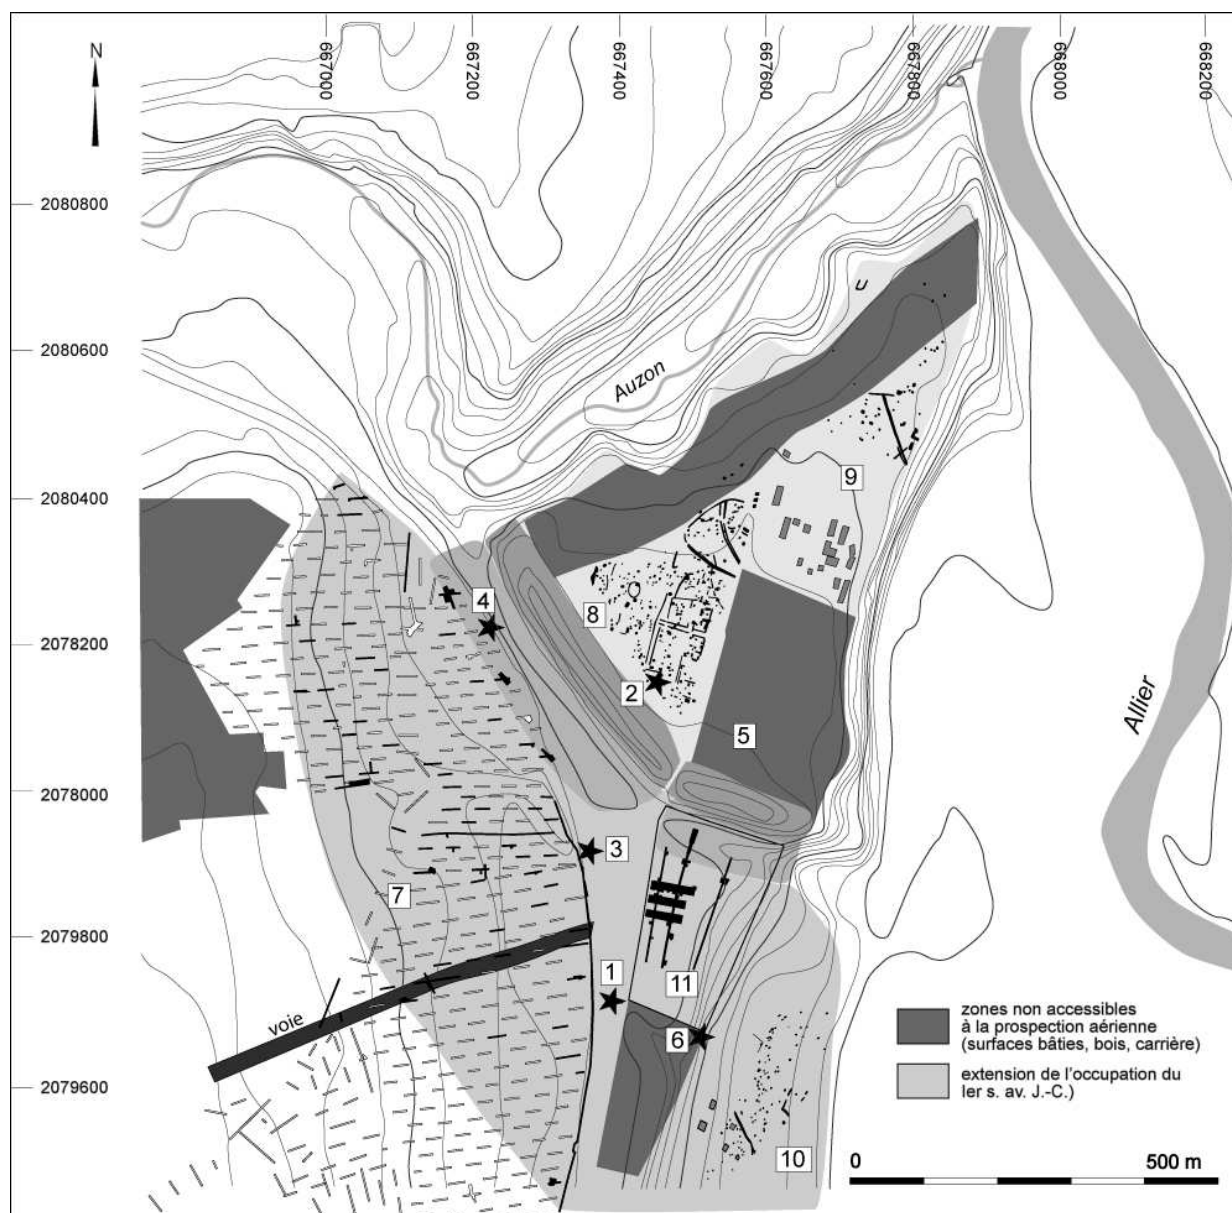 N
667000
667200
667400
667600
667800
668000
668200
2080800
2080600
2080400
2078200
2078000
2079800
2079600
Auzon
Allier
9
4
8
2
5
3
7
1
11
6
10
voie
zones non accessibles
à la prospection aérienne
(surfaces bâties, bois, carrière)
extension de l'occupation du
Ier s. av. J.-C.)
0
500 m